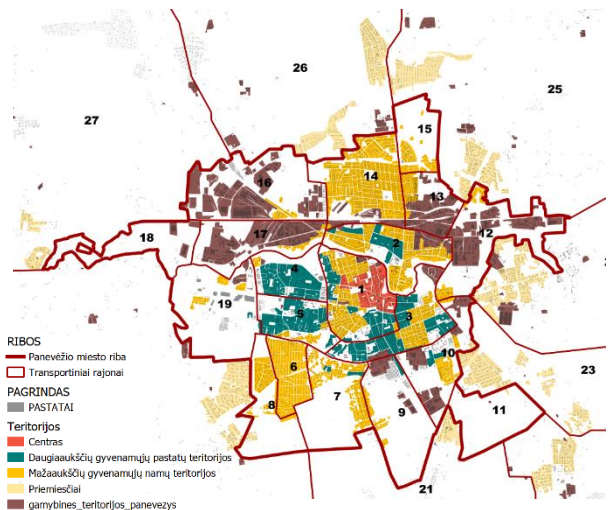 26
25
27
15
14
16
13
12
18
17
2
4
1
19
5
3
6
10
23
7
8
9
11
21
RIBOS
Panevėžio miesto riba
Transportiniai rajonai
PAGRINDAS
PASTATAI
Teritorijos
Centras
Daugiaaukščių gyvenamųjų pastatų teritorijos
Mažaaukščių gyvenamųjų namų teritorijos
Priemiesčiai
gamybines_teritorijos_panevezys